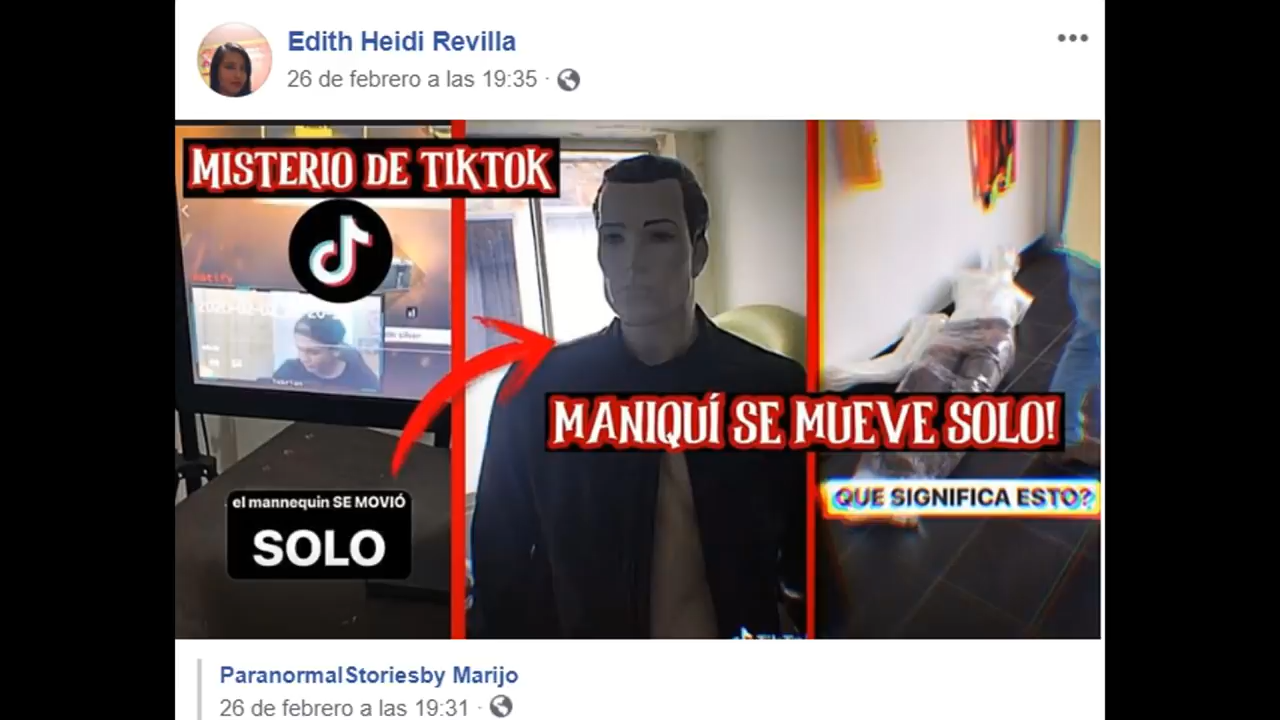 Edith Heidi Revilla
26 de febrero a las 19:35 ·
MISTERIO DE TIKTOK
MANIQUÍ SE MUEVE SOLO!
el mannequin SE MOVIÓ
SOLO
QUE SIGNIFICA ESTO?
ParanormalStoriesby Marijo
26 de febrero a las 19:31 ·